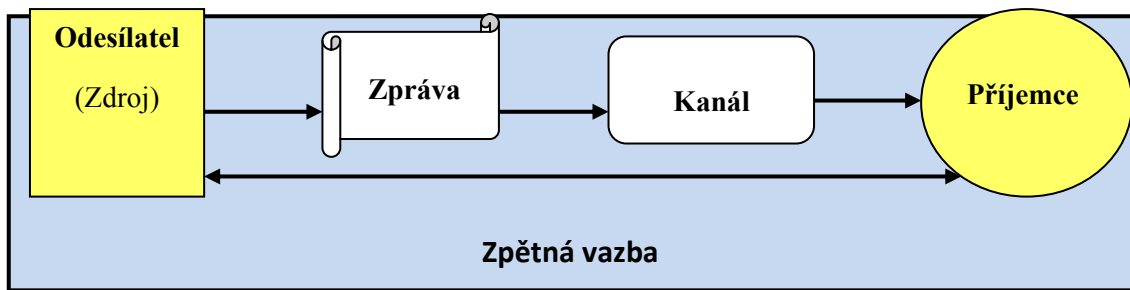 Odesílatel
(Zdroj)
Zpráva
Kanál
Příjemce
Zpětná vazba